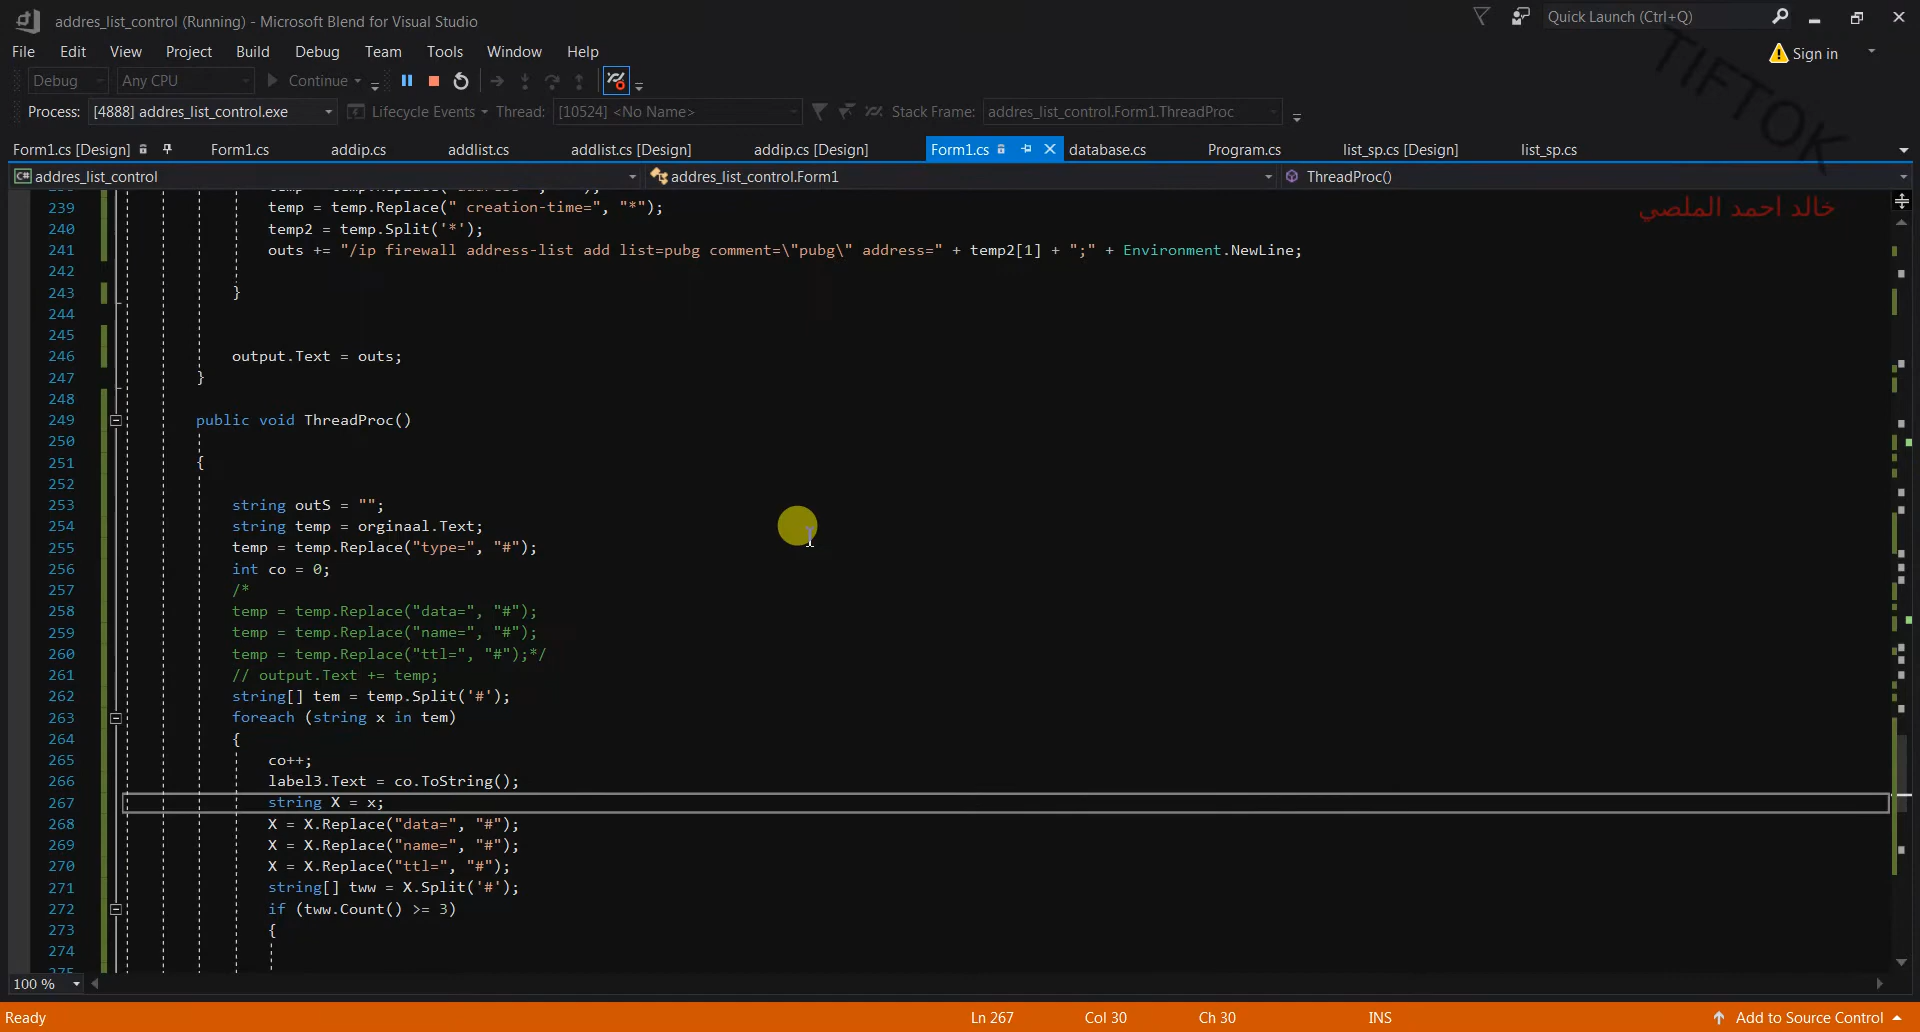 addres_list_control (Running) - Microsoft Blend for Visual Studio
Quick Launch (Ctrl+Q)
File Edit View Project Build Debug Team Tools Window Help
Sign in
Debug Any CPU Continue
Process: [4888] addres_list_control.exe Lifecycle Events Thread: [10524] <No Name> Stack Frame: addres_list_control.Form1.ThreadProc
TIFTOK
Form1.cs [Design] Form1.cs addip.cs addlist.cs addlist.cs [Design] addip.cs [Design] Form1.cs database.cs Program.cs list_sp.cs [Design] list_sp.cs
addres_list_control addres_list_control.Form1 ThreadProc()
خالد احمد الملصي
239 temp = temp.Replace(" creation-time=", "*");
240 temp2 = temp.Split('*');
241 outs += "/ip firewall address-list add list=pubg comment=\"pubg\" address=" + temp2[1] + ";" + Environment.NewLine;
242
243 }
244
245
246 output.Text = outs;
247 }
248
249 public void ThreadProc()
250
251 {
252
253 string outS = "";
254 string temp = orginaal.Text;
255 temp = temp.Replace("type=", "#");
256 int co = 0;
257 /*
258 temp = temp.Replace("data=", "#");
259 temp = temp.Replace("name=", "#");
260 temp = temp.Replace("ttl=", "#");*/
261 // output.Text += temp;
262 string[] tem = temp.Split('#');
263 foreach (string x in tem)
264 {
265 co++;
266 label3.Text = co.ToString();
267 string X = x;
268 X = X.Replace("data=", "#");
269 X = X.Replace("name=", "#");
270 X = X.Replace("ttl=", "#");
271 string[] tww = X.Split('#');
272 if (tww.Count() >= 3)
273 {
274
275
100 %
Ready Ln 267 Col 30 Ch 30 INS Add to Source Control